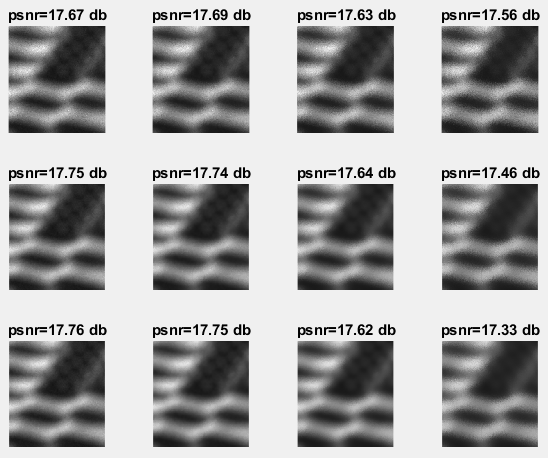 psnr=17.67 db psnr=17.69 db psnr=17.63 db psnr=17.56 db
psnr=17.75 db psnr=17.74 db psnr=17.64 db psnr=17.46 db
psnr=17.76 db psnr=17.75 db psnr=17.62 db psnr=17.33 db